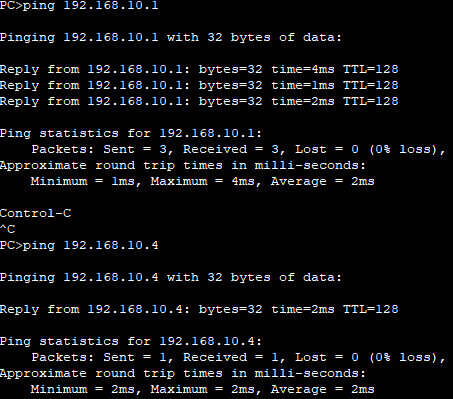 PC>ping 192.168.10.1
Pinging 192.168.10.1 with 32 bytes of data:
Reply from 192.168.10.1: bytes=32 time=4ms TTL=128
Reply from 192.168.10.1: bytes=32 time=1ms TTL=128
Reply from 192.168.10.1: bytes=32 time=2ms TTL=128
Ping statistics for 192.168.10.1:
    Packets: Sent = 3, Received = 3, Lost = 0 (0% loss),
Approximate round trip times in milli-seconds:
    Minimum = 1ms, Maximum = 4ms, Average = 2ms
Control-C
^C
PC>ping 192.168.10.4
Pinging 192.168.10.4 with 32 bytes of data:
Reply from 192.168.10.4: bytes=32 time=2ms TTL=128
Ping statistics for 192.168.10.4:
    Packets: Sent = 1, Received = 1, Lost = 0 (0% loss),
Approximate round trip times in milli-seconds:
    Minimum = 2ms, Maximum = 2ms, Average = 2ms